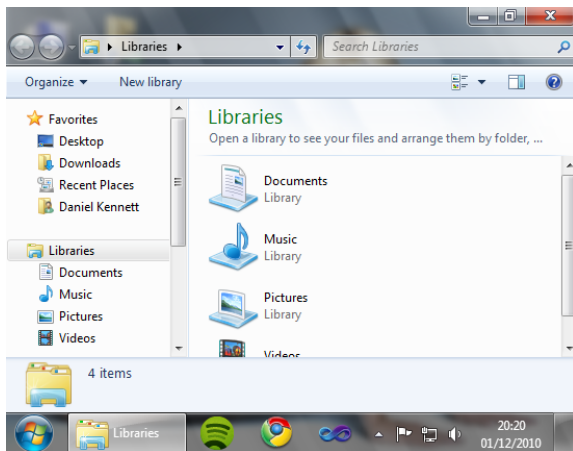 Libraries
Search Libraries
Organize
New library
Favorites
Desktop
Downloads
Recent Places
Daniel Kennett
Libraries
Documents
Music
Pictures
Videos
Libraries
Open a library to see your files and arrange them by folder, ...
Documents
Library
Music
Library
Pictures
Library
Videos
4 items
Libraries
20:20
01/12/2010